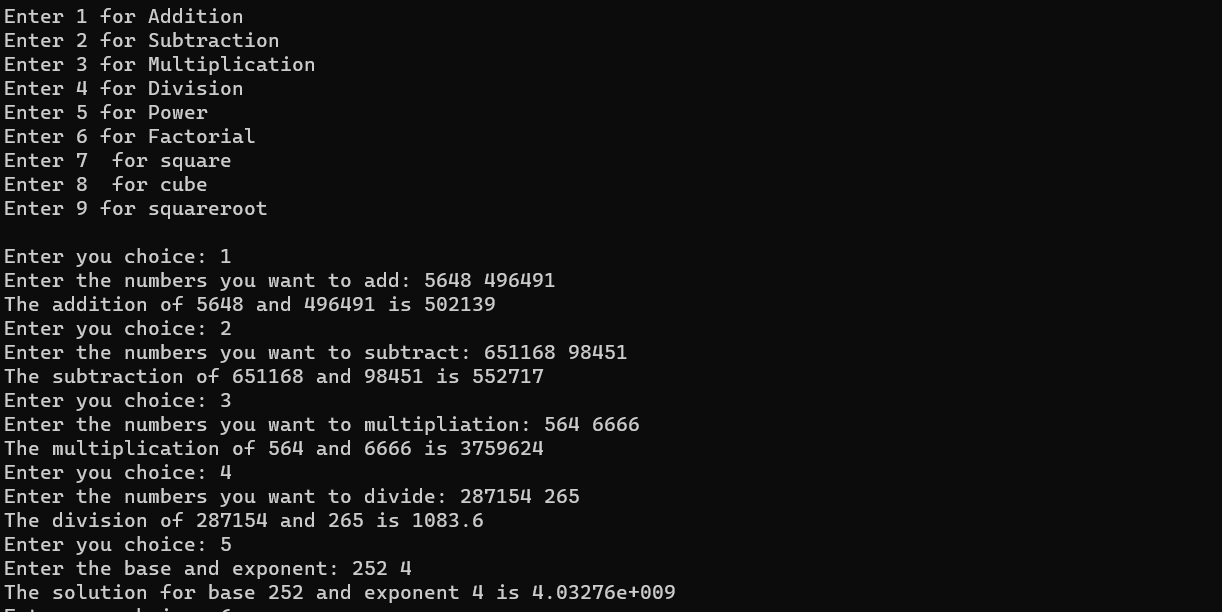 Enter 1 for Addition
Enter 2 for Subtraction
Enter 3 for Multiplication
Enter 4 for Division
Enter 5 for Power
Enter 6 for Factorial
Enter 7  for square
Enter 8  for cube
Enter 9 for squareroot
Enter you choice: 1
Enter the numbers you want to add: 5648 496491
The addition of 5648 and 496491 is 502139
Enter you choice: 2
Enter the numbers you want to subtract: 651168 98451
The subtraction of 651168 and 98451 is 552717
Enter you choice: 3
Enter the numbers you want to multipliation: 564 6666
The multiplication of 564 and 6666 is 3759624
Enter you choice: 4
Enter the numbers you want to divide: 287154 265
The division of 287154 and 265 is 1083.6
Enter you choice: 5
Enter the base and exponent: 252 4
The solution for base 252 and exponent 4 is 4.03276e+009